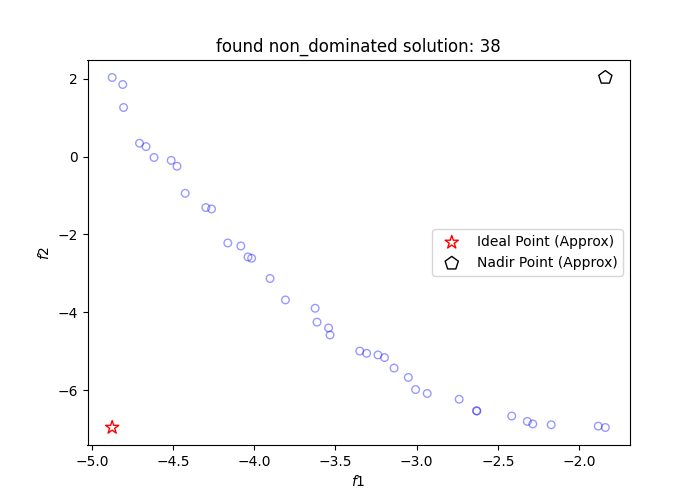 found non_dominated solution: 38
2
0
−2
−4
−6
f2
Ideal Point (Approx)
Nadir Point (Approx)
−5.0 −4.5 −4.0 −3.5 −3.0 −2.5 −2.0
f1